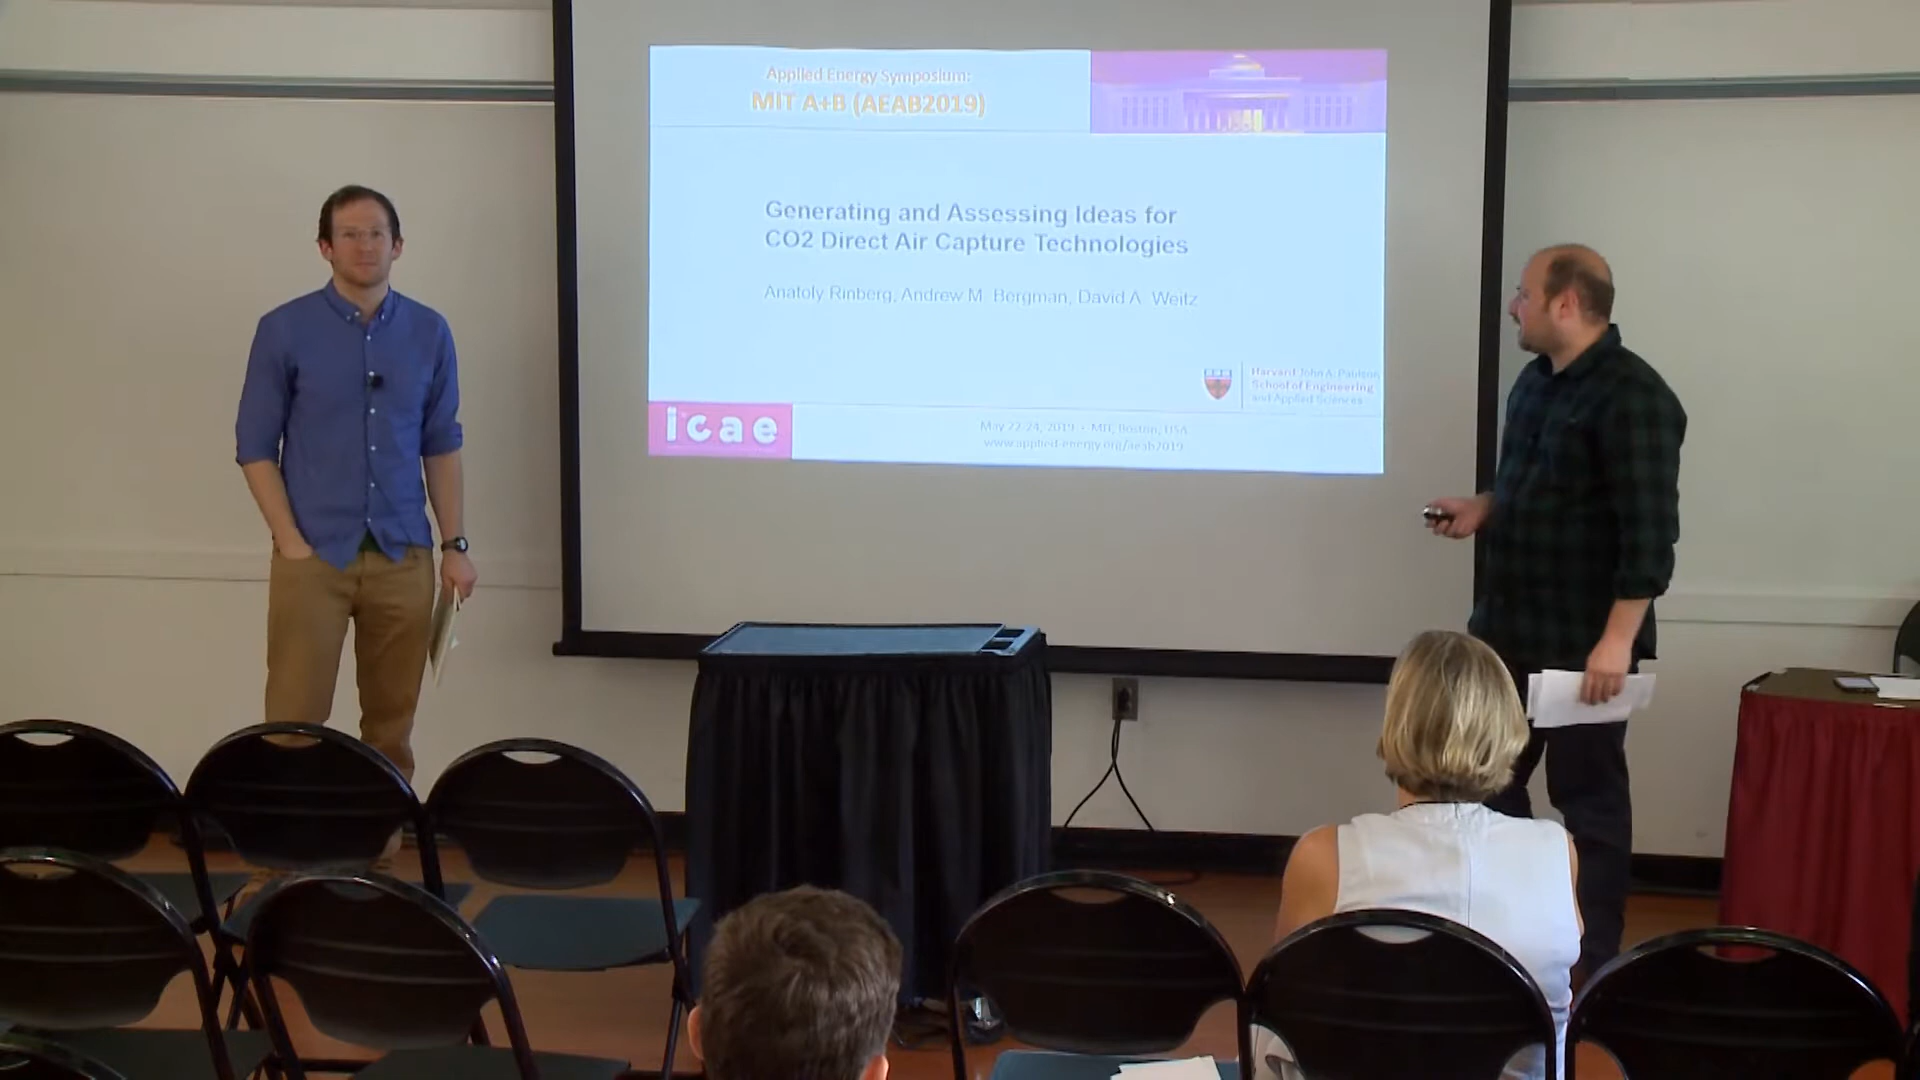 Applied Energy Symposium:
MIT A+B (AEAB2019)
Generating and Assessing Ideas for
CO2 Direct Air Capture Technologies
Anatoly Rinberg, Andrew M. Bergman, David A. Weitz
Harvard John A. Paulson
School of Engineering
and Applied Sciences
icae
May 22-24, 2019 • MIT, Boston, USA
www.applied-energy.org/aeab2019